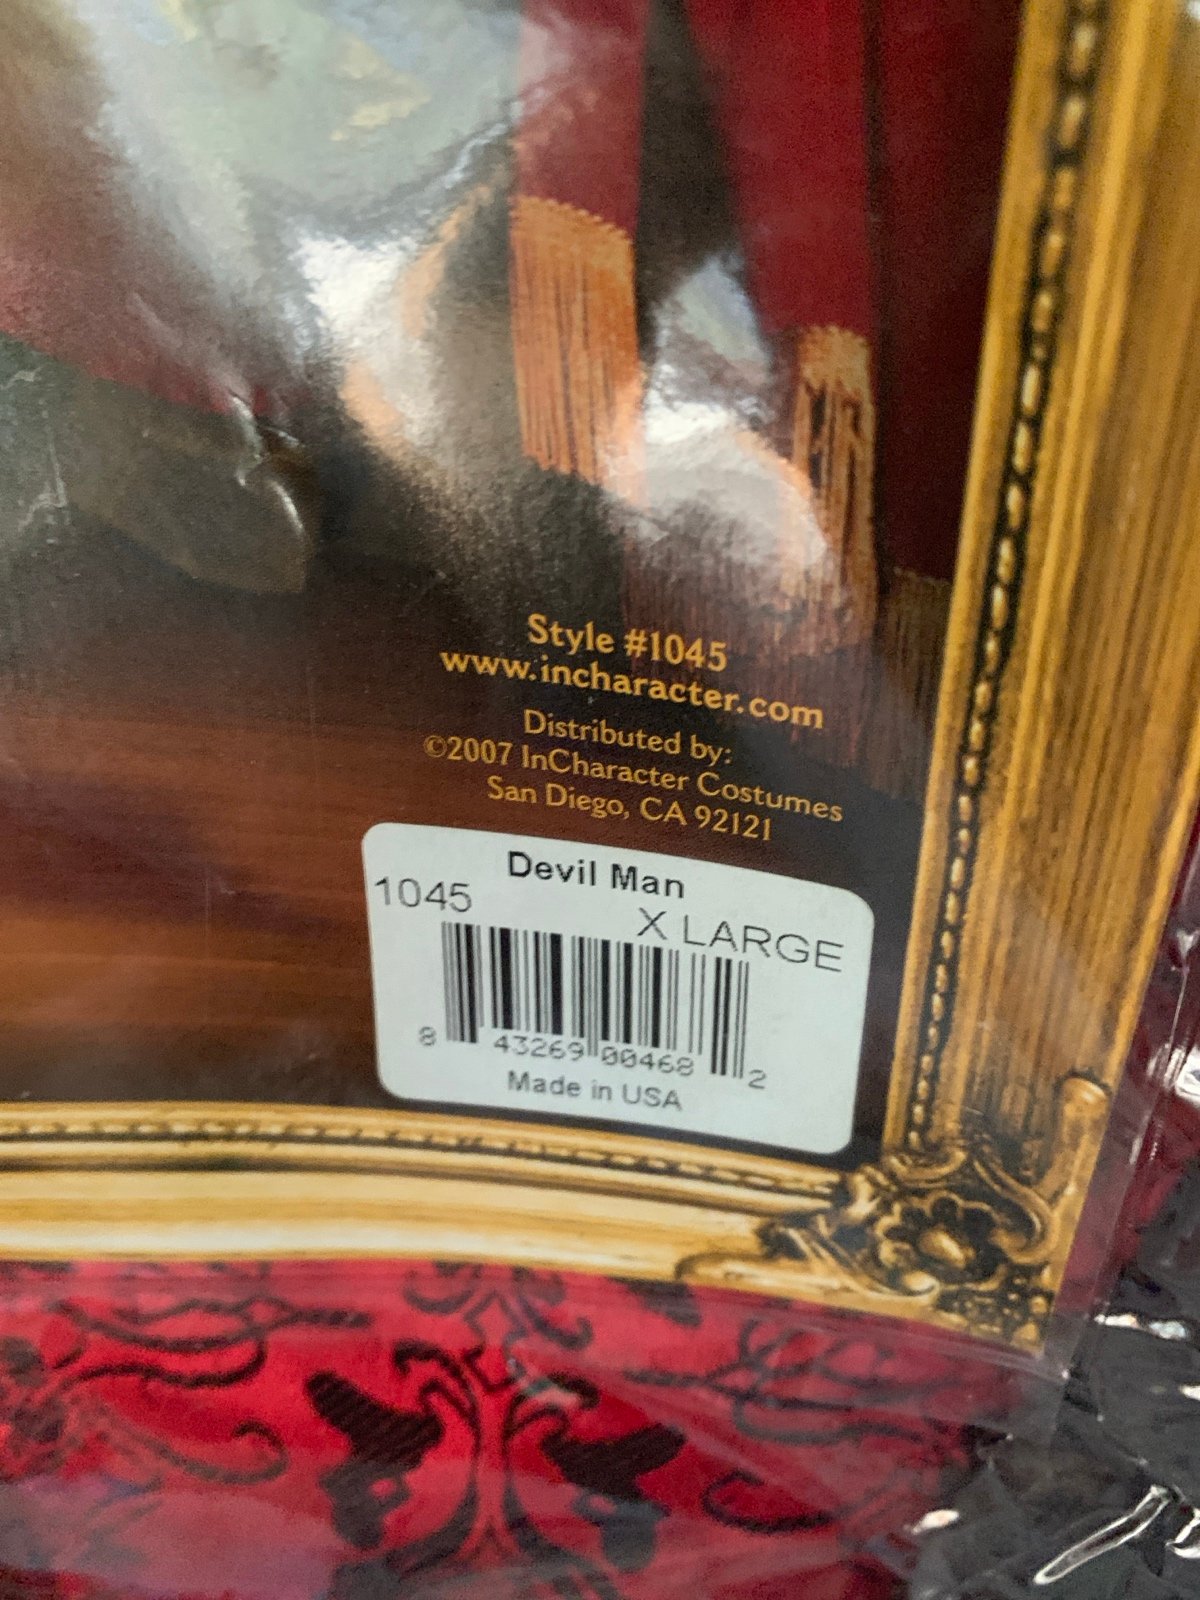 Style #1045
www.incharacter.com
Distributed by:
©2007 InCharacter Costumes
San Diego, CA 92121
Devil Man
1045
X LARGE
8 43269 00468 2
Made in USA